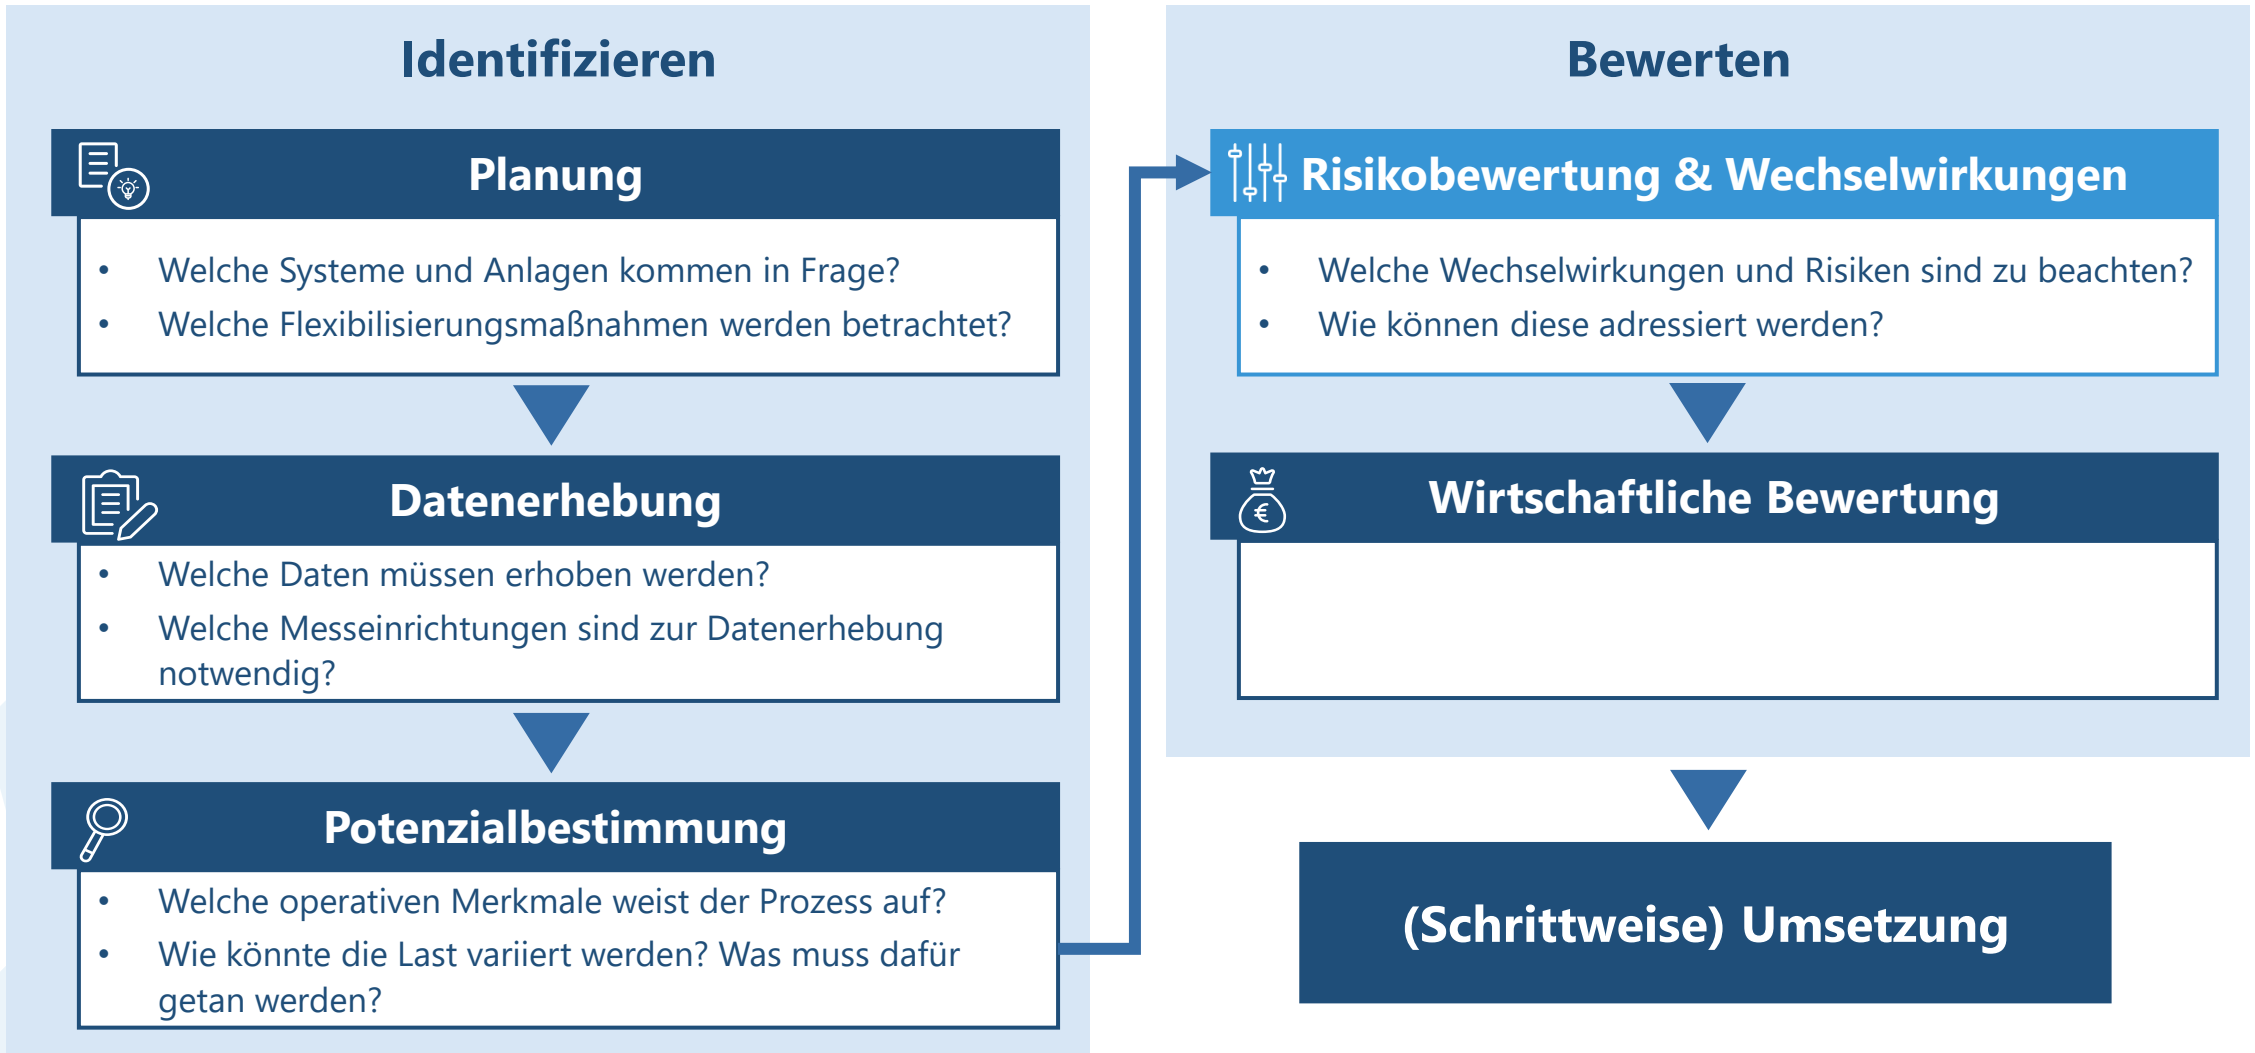 Identifizieren
Planung
• Welche Systeme und Anlagen kommen in Frage?
• Welche Flexibilisierungsmaßnahmen werden betrachtet?
Datenerhebung
• Welche Daten müssen erhoben werden?
• Welche Messeinrichtungen sind zur Datenerhebung
notwendig?
Potenzialbestimmung
• Welche operativen Merkmale weist der Prozess auf?
• Wie könnte die Last variiert werden? Was muss dafür
getan werden?
Bewerten
Risikobewertung & Wechselwirkungen
• Welche Wechselwirkungen und Risiken sind zu beachten?
• Wie können diese adressiert werden?
€
Wirtschaftliche Bewertung
(Schrittweise) Umsetzung